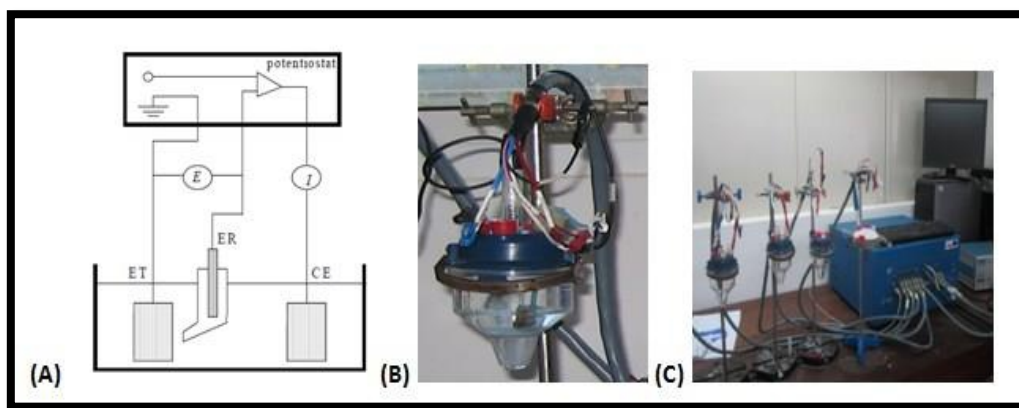 potentiostat
E
I
ER
ET
CE
(A)
(B)
(C)